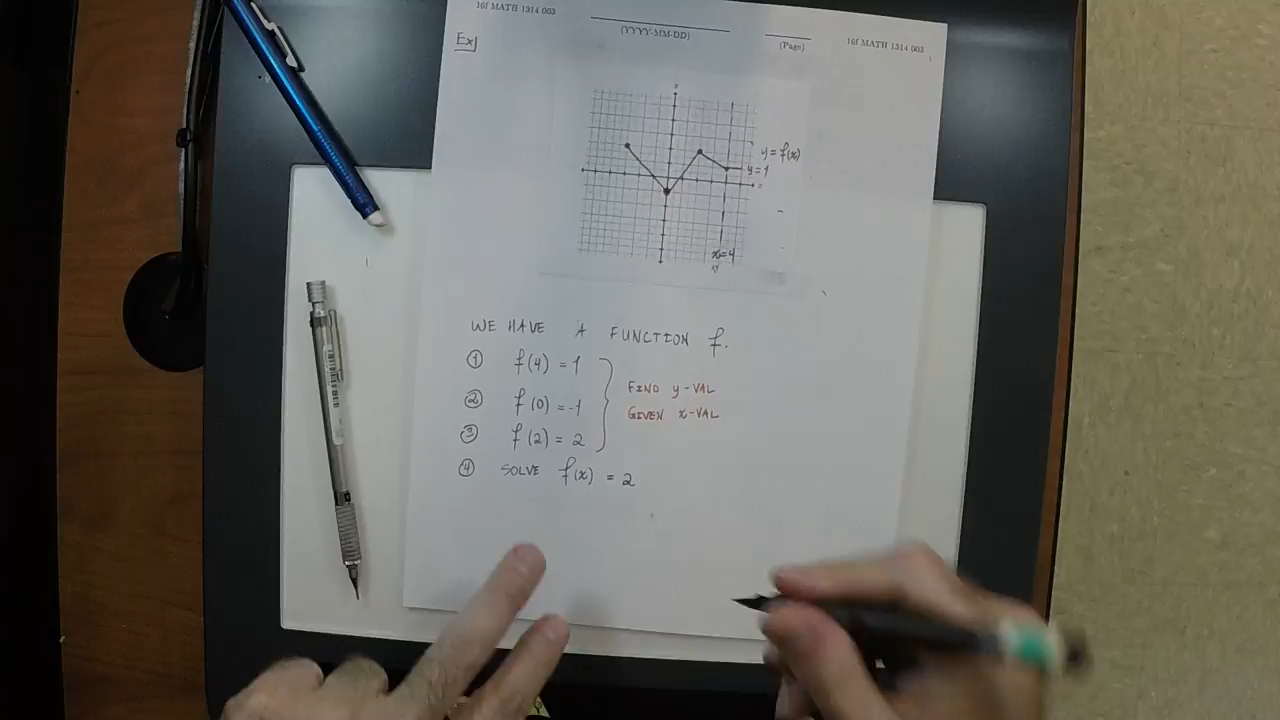 16f MATH 1314 003
(YYYY-MM-DD)
(Page)
16f MATH 1314 003
Ex]
y
y = f(x)
y = 1
x
x=4
WE HAVE A FUNCTION f.
① f(4) = 1
② f(0) = -1
③ f(2) = 2
FIND y-VAL
GIVEN x-VAL
④ SOLVE f(x) = 2